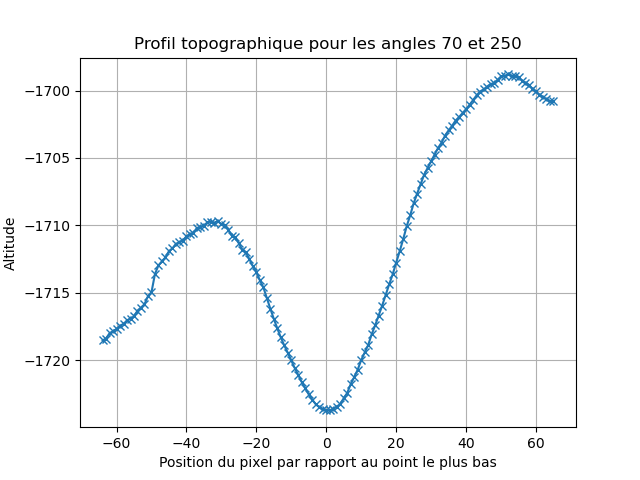 Profil topographique pour les angles 70 et 250
Altitude
−1700
−1705
−1710
−1715
−1720
−60 −40 −20 0 20 40 60
Position du pixel par rapport au point le plus bas